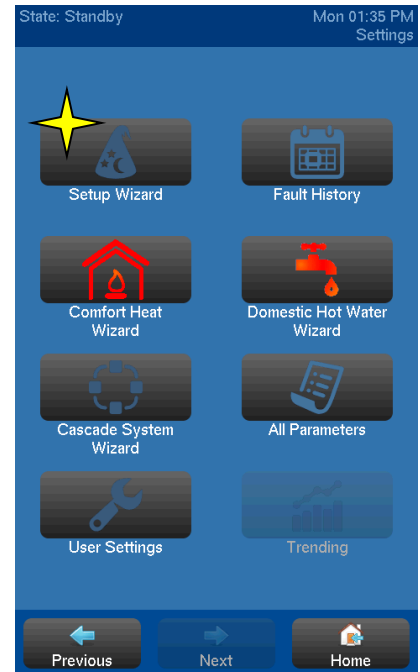 State: Standby
Mon 01:35 PM
Settings
Setup Wizard
Fault History
Comfort Heat
Wizard
Domestic Hot Water
Wizard
Cascade System
Wizard
All Parameters
User Settings
Trending
Previous
Next
Home